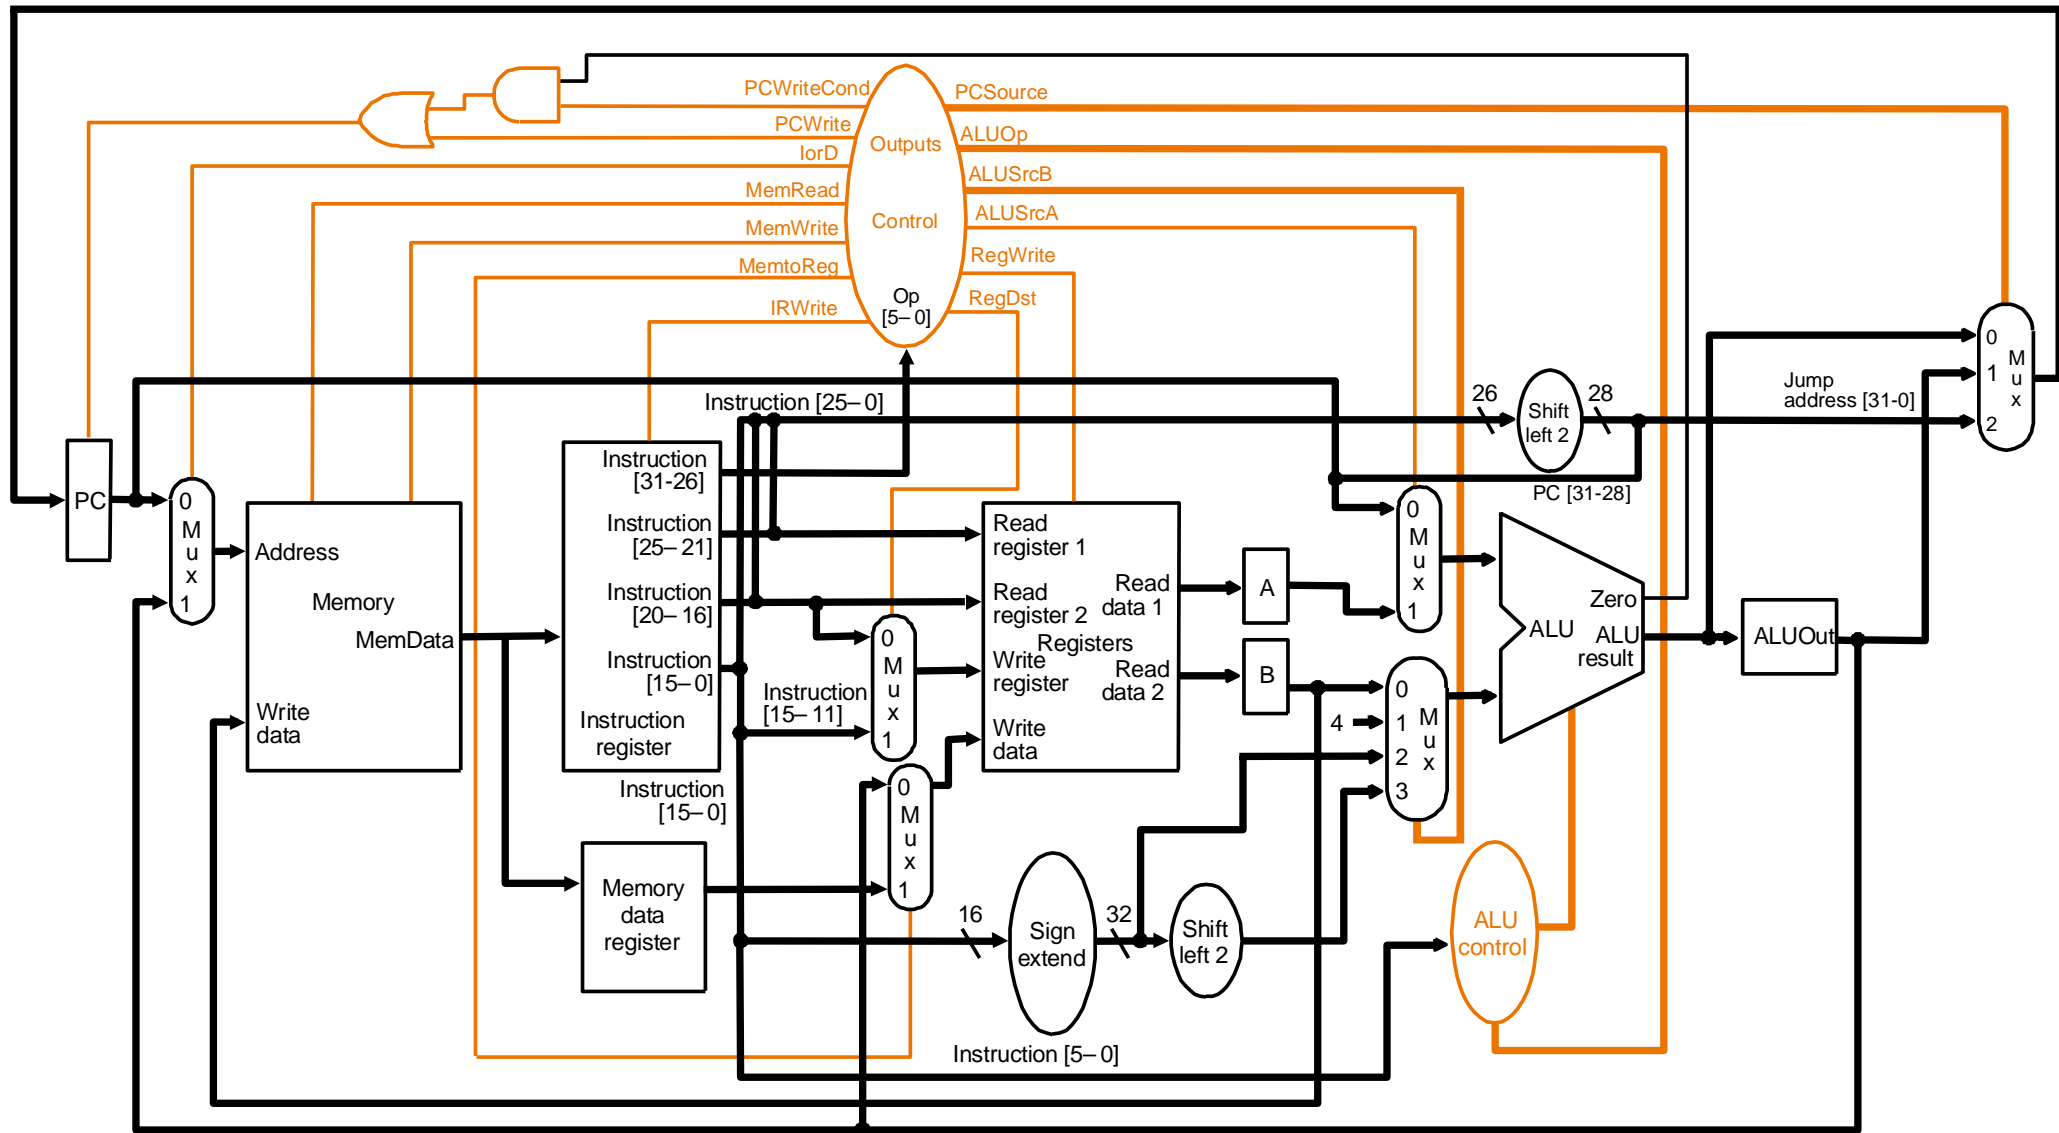 PCWriteCond
PCSource
PCWrite
ALUOp
Outputs
IorD
ALUSrcB
MemRead
ALUSrcA
MemWrite
Control
RegWrite
MemtoReg
RegDst
Op
[5–0]
IRWrite
0
1
2
M
u
x
Jump
address [31-0]
26
Shift
left 2
28
Instruction [25–0]
PC [31-28]
PC
0
M
u
x
1
Address
Memory
MemData
Write
data
Instruction
[31-26]
Instruction
[25–21]
Instruction
[20–16]
Instruction
[15–0]
Instruction
register
Instruction
[15–11]
Instruction
[15–0]
0
M
u
x
1
Read
register 1
Read
register 2
Registers
Write
register
Write
data
Read
data 1
Read
data 2
A
B
0
M
u
x
1
4
0
1
2
3
M
u
x
Zero
ALU
ALU
result
ALUOut
0
M
u
x
1
Memory
data
register
16
Sign
extend
32
Shift
left 2
ALU
control
Instruction [5–0]